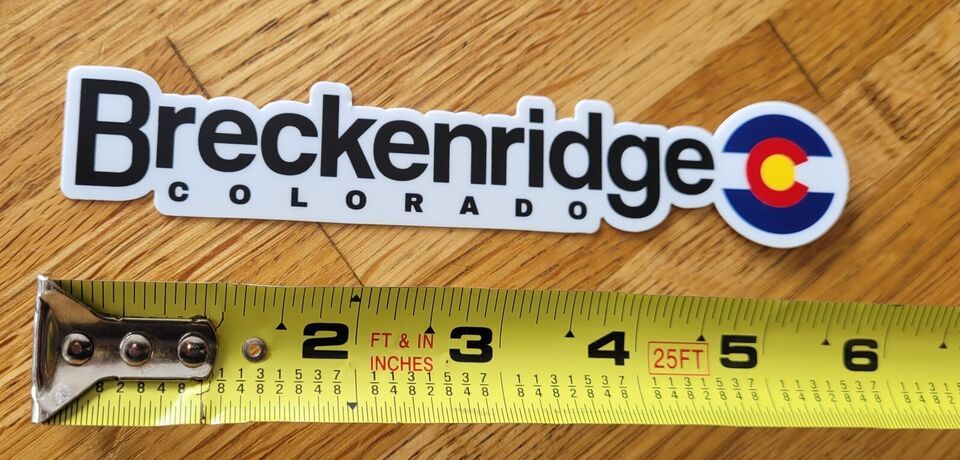 Breckenridge
COLORADO
C
2 FT & IN 3 4 25FT 5 6
INCHES